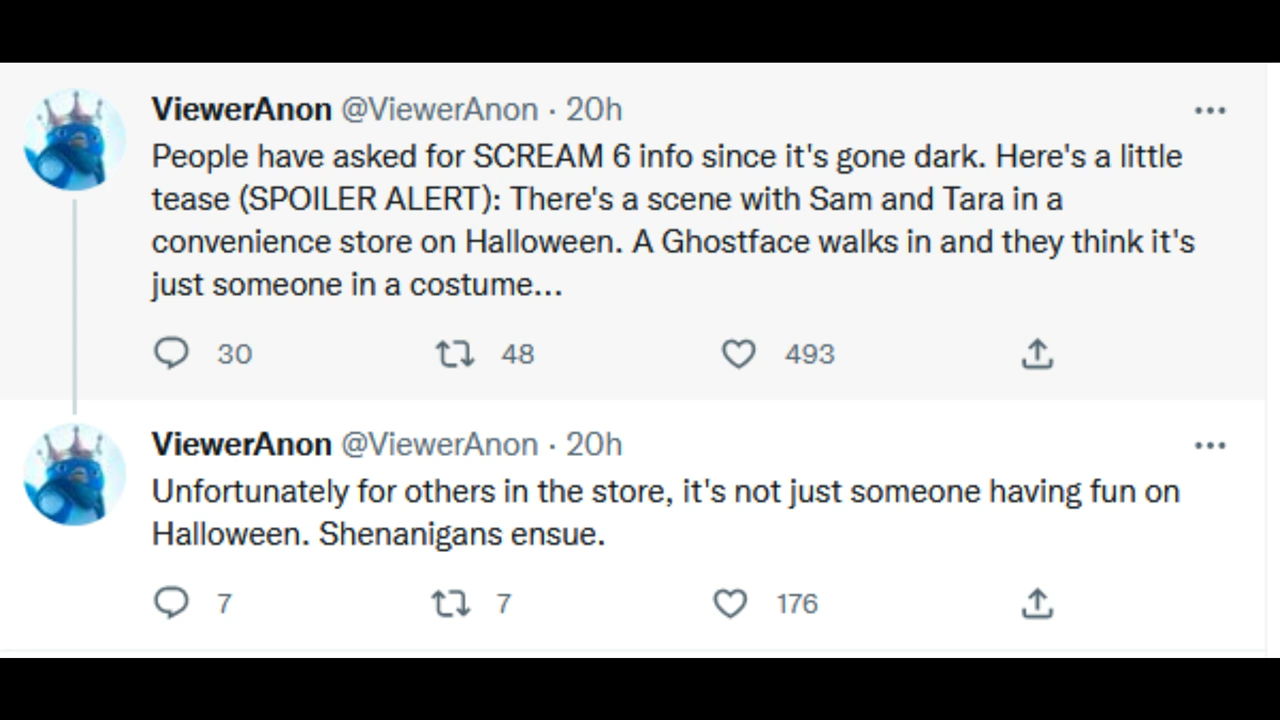 ViewerAnon @ViewerAnon · 20h
People have asked for SCREAM 6 info since it's gone dark. Here's a little
tease (SPOILER ALERT): There's a scene with Sam and Tara in a
convenience store on Halloween. A Ghostface walks in and they think it's
just someone in a costume...
30 48 493
ViewerAnon @ViewerAnon · 20h
Unfortunately for others in the store, it's not just someone having fun on
Halloween. Shenanigans ensue.
7 7 176